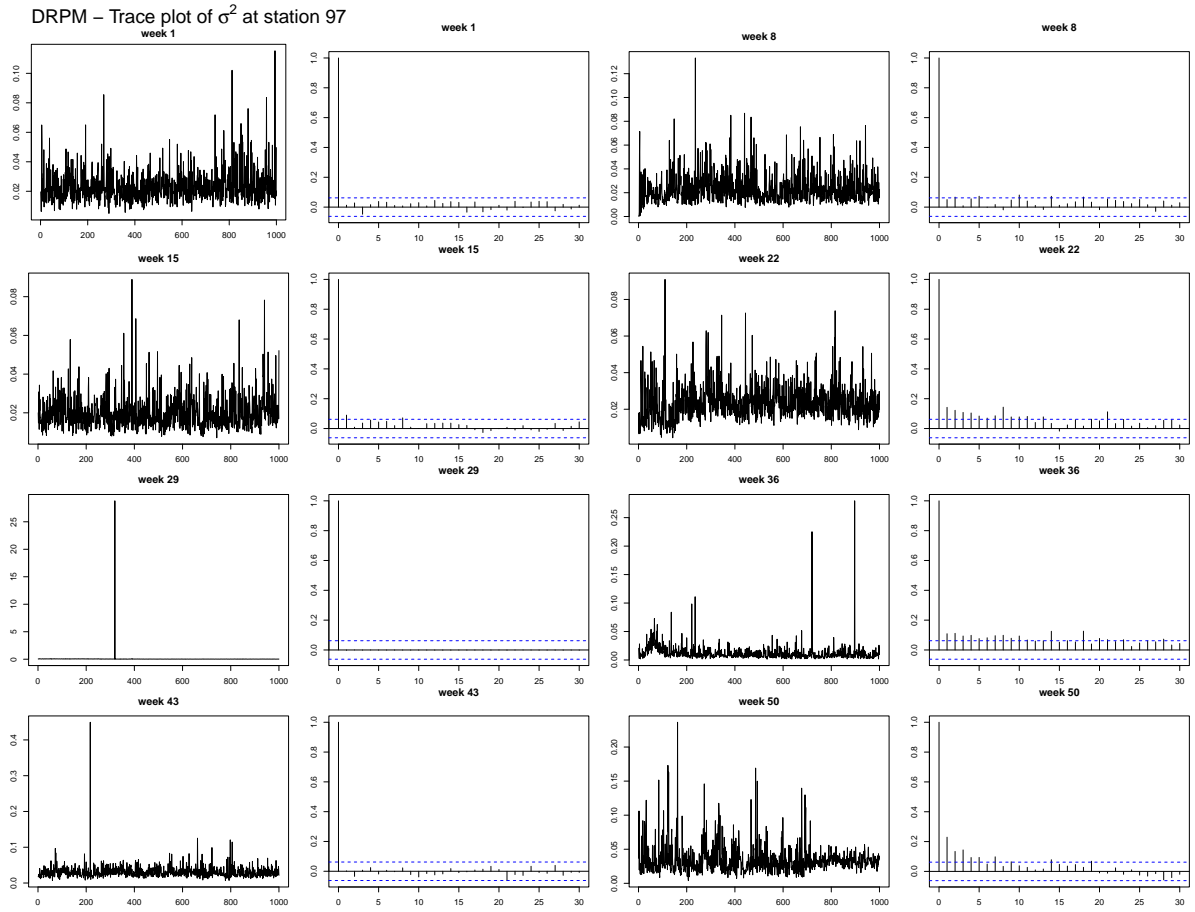 DRPM – Trace plot of σ² at station 97
week 1
week 1
week 8
week 8
0.02 0.04 0.06 0.08 0.10
0 200 400 600 800 1000
0.0 0.2 0.4 0.6 0.8 1.0
0 5 10 15 20 25 30
0.00 0.02 0.04 0.06 0.08 0.10 0.12
0 200 400 600 800 1000
0.0 0.2 0.4 0.6 0.8 1.0
0 5 10 15 20 25 30
week 15
week 15
week 22
week 22
0.02 0.04 0.06 0.08
0 200 400 600 800 1000
0.0 0.2 0.4 0.6 0.8 1.0
0 5 10 15 20 25 30
0.02 0.04 0.06 0.08
0 200 400 600 800 1000
0.0 0.2 0.4 0.6 0.8 1.0
0 5 10 15 20 25 30
week 29
week 29
week 36
week 36
0 5 10 15 20 25
0 200 400 600 800 1000
0.0 0.2 0.4 0.6 0.8 1.0
0 5 10 15 20 25 30
0.00 0.05 0.10 0.15 0.20 0.25
0 200 400 600 800 1000
0.0 0.2 0.4 0.6 0.8 1.0
0 5 10 15 20 25 30
week 43
week 43
week 50
week 50
0.0 0.1 0.2 0.3 0.4
0 200 400 600 800 1000
0.0 0.2 0.4 0.6 0.8 1.0
0 5 10 15 20 25 30
0.00 0.05 0.10 0.15 0.20
0 200 400 600 800 1000
0.0 0.2 0.4 0.6 0.8 1.0
0 5 10 15 20 25 30